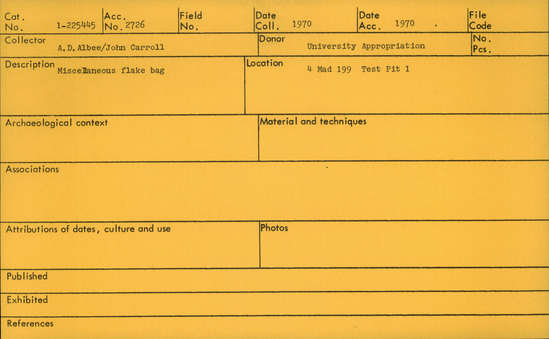 Cat. No. 1-225445 Acc. No. 2726 Field No. Date Coll. 1970 Date Acc. 1970 File Code
Collector A.D.Albee/John Carroll Donor University Appropriation No. Pcs.
Description Miscellaneous flake bag Location 4 Mad 199 Test Pit 1
Archaeological context Material and techniques
Associations
Attributions of dates, culture and use Photos
Published
Exhibited
References